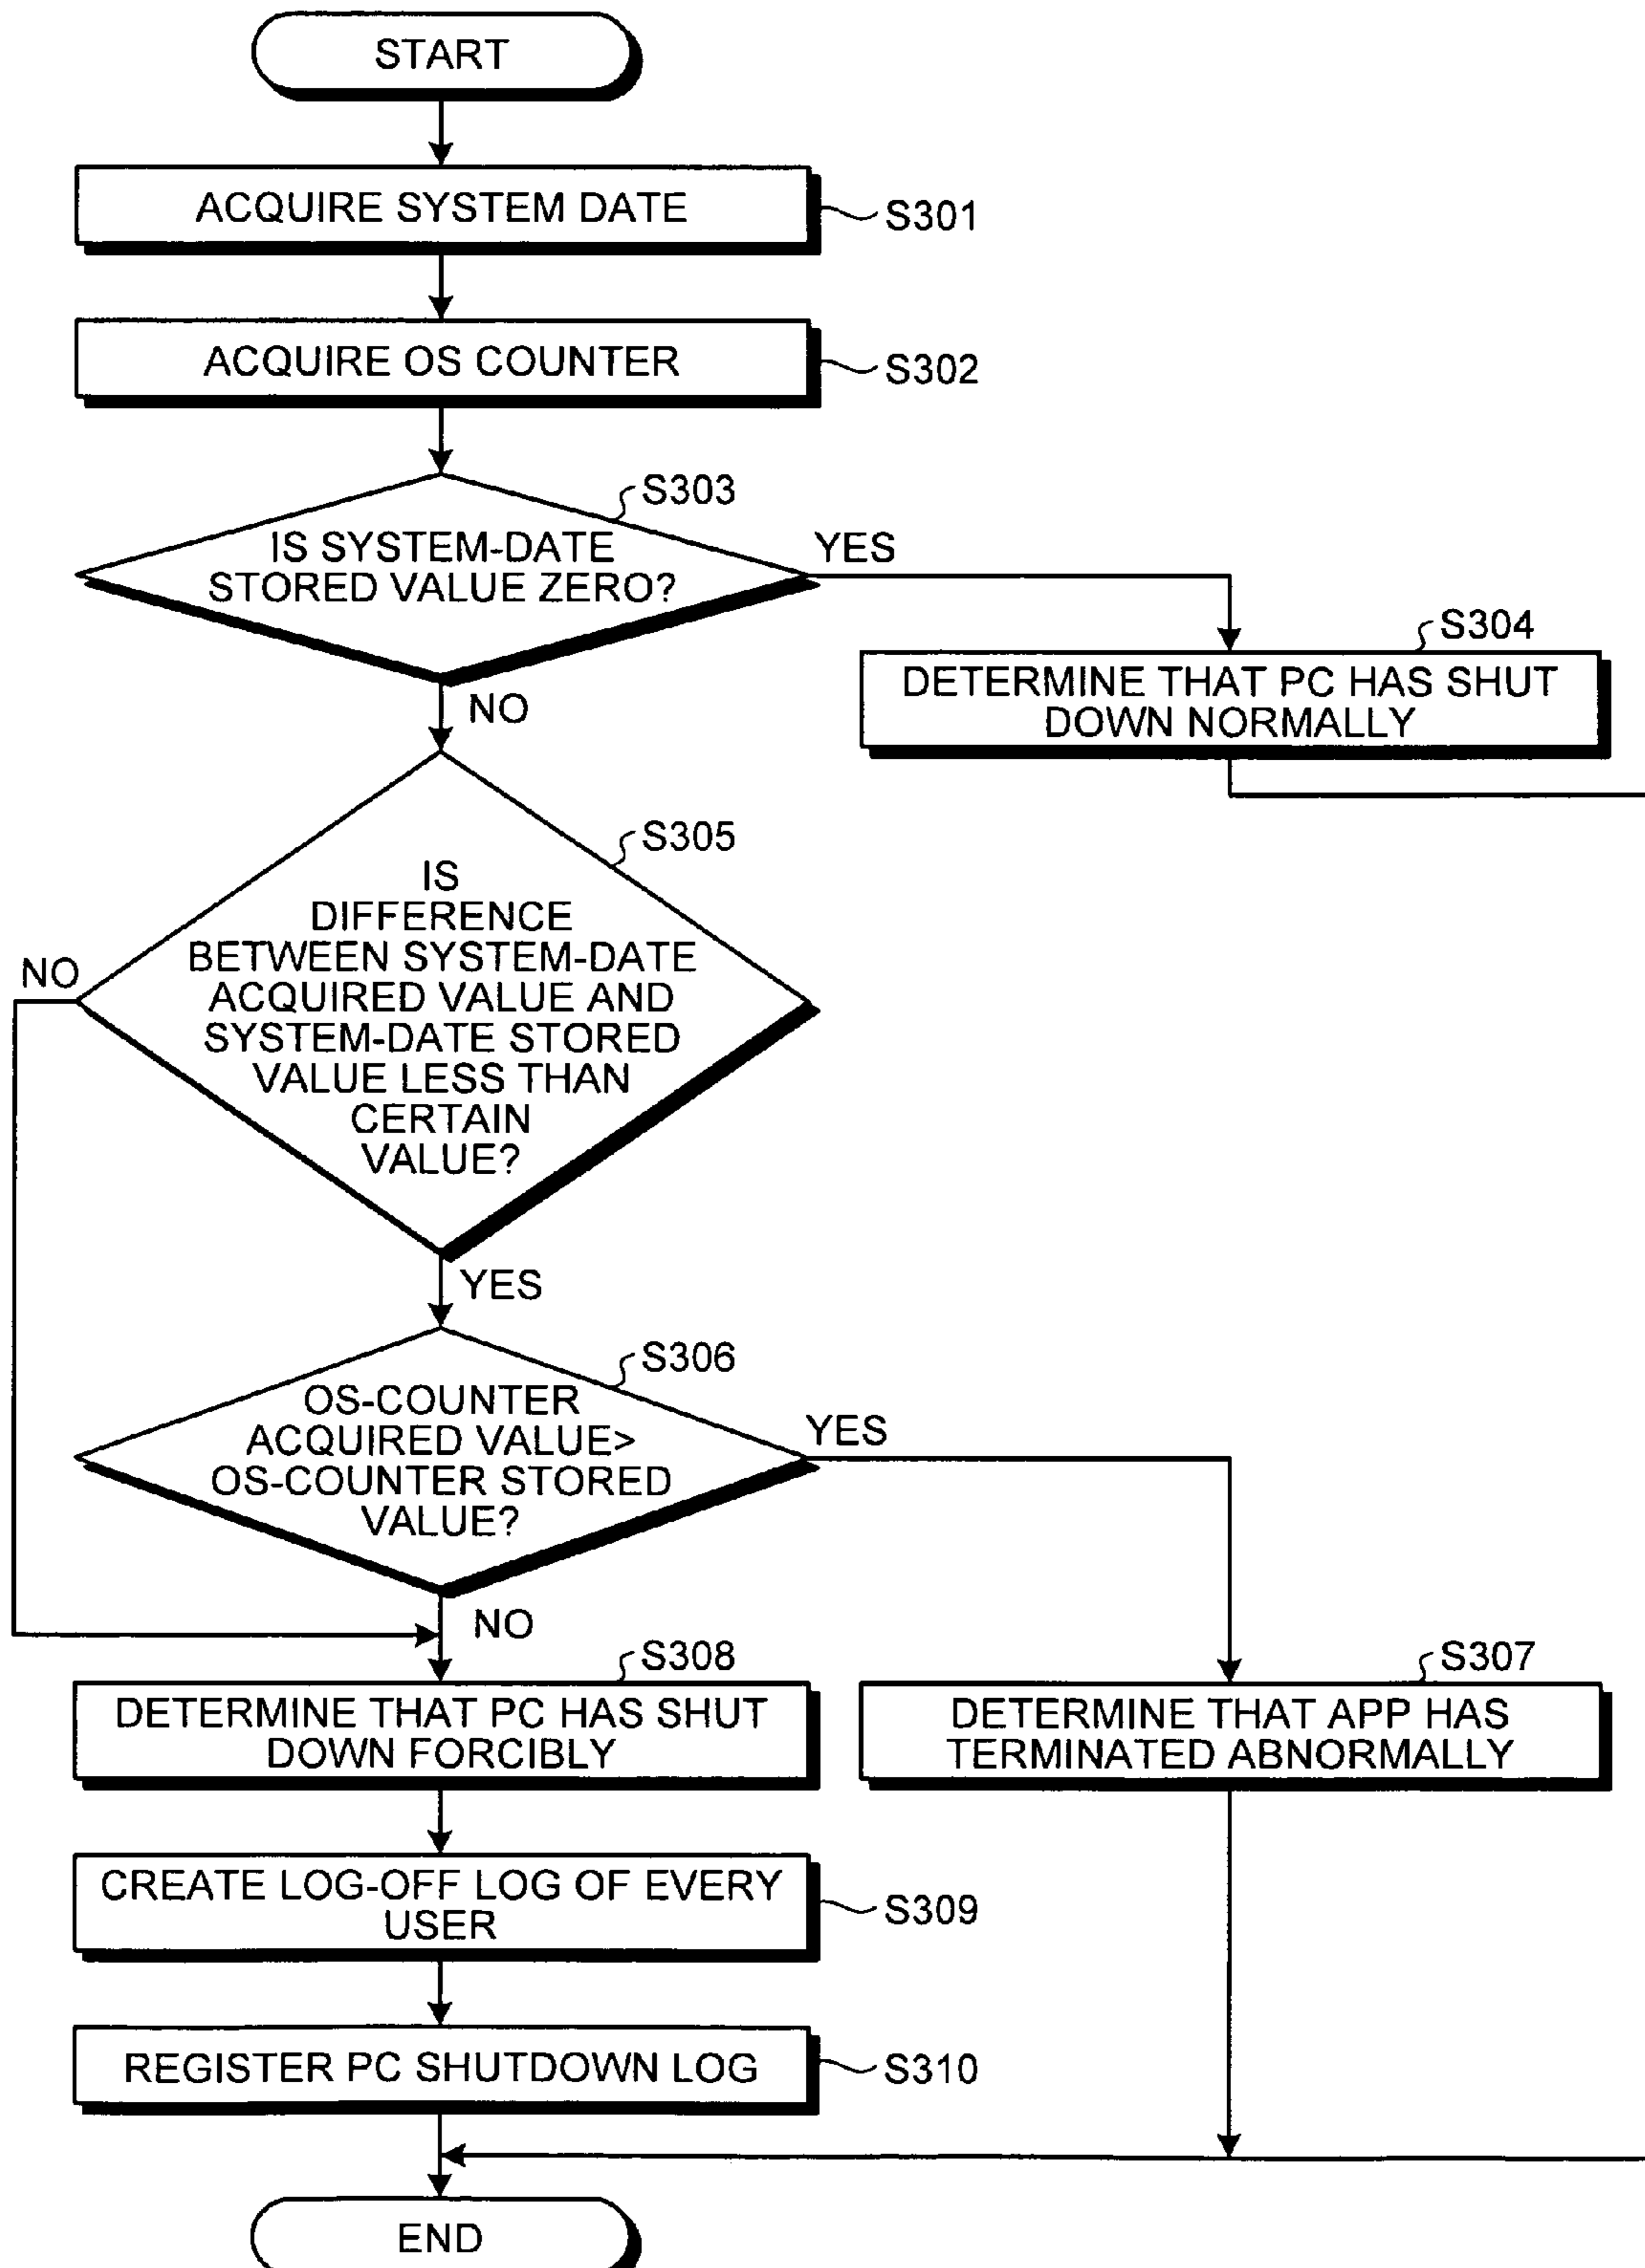 START
ACQUIRE SYSTEM DATE
S301
ACQUIRE OS COUNTER
S302
S303
IS SYSTEM-DATE
STORED VALUE ZERO?
YES
NO
S304
DETERMINE THAT PC HAS SHUT
DOWN NORMALLY
S305
IS
DIFFERENCE
BETWEEN SYSTEM-DATE
ACQUIRED VALUE AND
SYSTEM-DATE STORED
VALUE LESS THAN
CERTAIN
VALUE?
NO
YES
S306
OS-COUNTER
ACQUIRED VALUE>
OS-COUNTER STORED
VALUE?
YES
NO
S308
DETERMINE THAT PC HAS SHUT
DOWN FORCIBLY
S307
DETERMINE THAT APP HAS
TERMINATED ABNORMALLY
CREATE LOG-OFF LOG OF EVERY
USER
S309
REGISTER PC SHUTDOWN LOG
S310
END